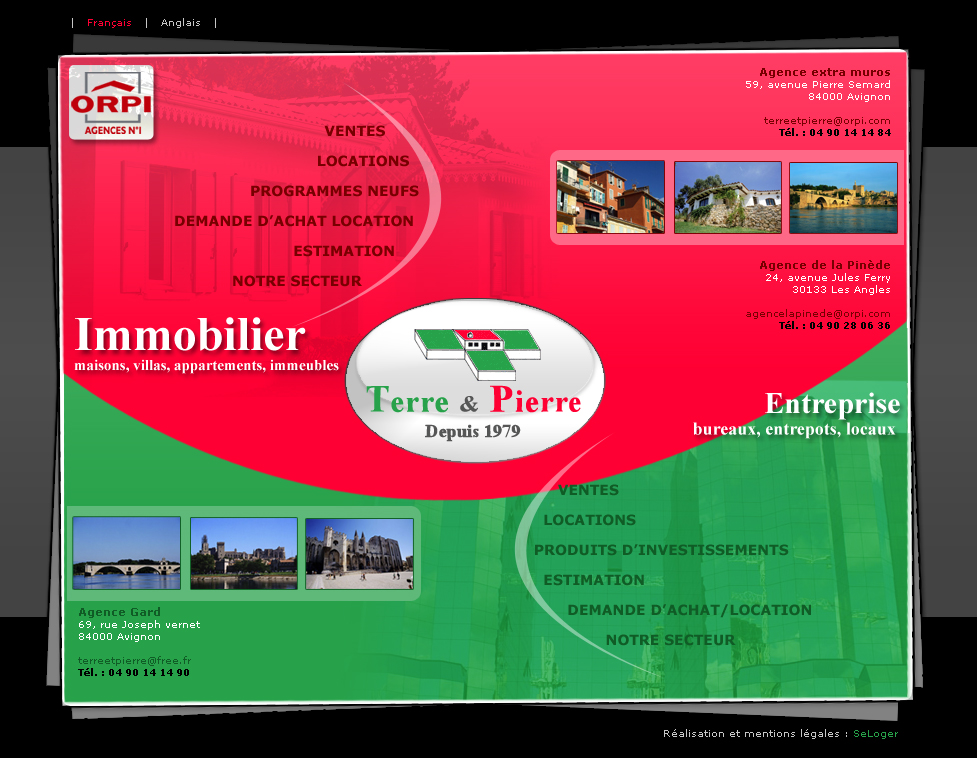 | Français | Anglais |
ORPI
AGENCES N°1
Agence extra muros
59, avenue Pierre Semard
84000 Avignon
terreetpierre@orpi.com
Tél. : 04 90 14 14 84
VENTES
LOCATIONS
PROGRAMMES NEUFS
DEMANDE D'ACHAT LOCATION
ESTIMATION
NOTRE SECTEUR
Agence de la Pinède
24, avenue Jules Ferry
30133 Les Angles
agencelapinede@orpi.com
Tél. : 04 90 28 06 36
Immobilier
maisons, villas, appartements, immeubles
Terre & Pierre
Depuis 1979
Entreprise
bureaux, entrepots, locaux
VENTES
LOCATIONS
PRODUITS D'INVESTISSEMENTS
ESTIMATION
DEMANDE D'ACHAT/LOCATION
NOTRE SECTEUR
Agence Gard
69, rue Joseph vernet
84000 Avignon
terreetpierre@free.fr
Tél. : 04 90 14 14 90
Réalisation et mentions légales : SeLoger